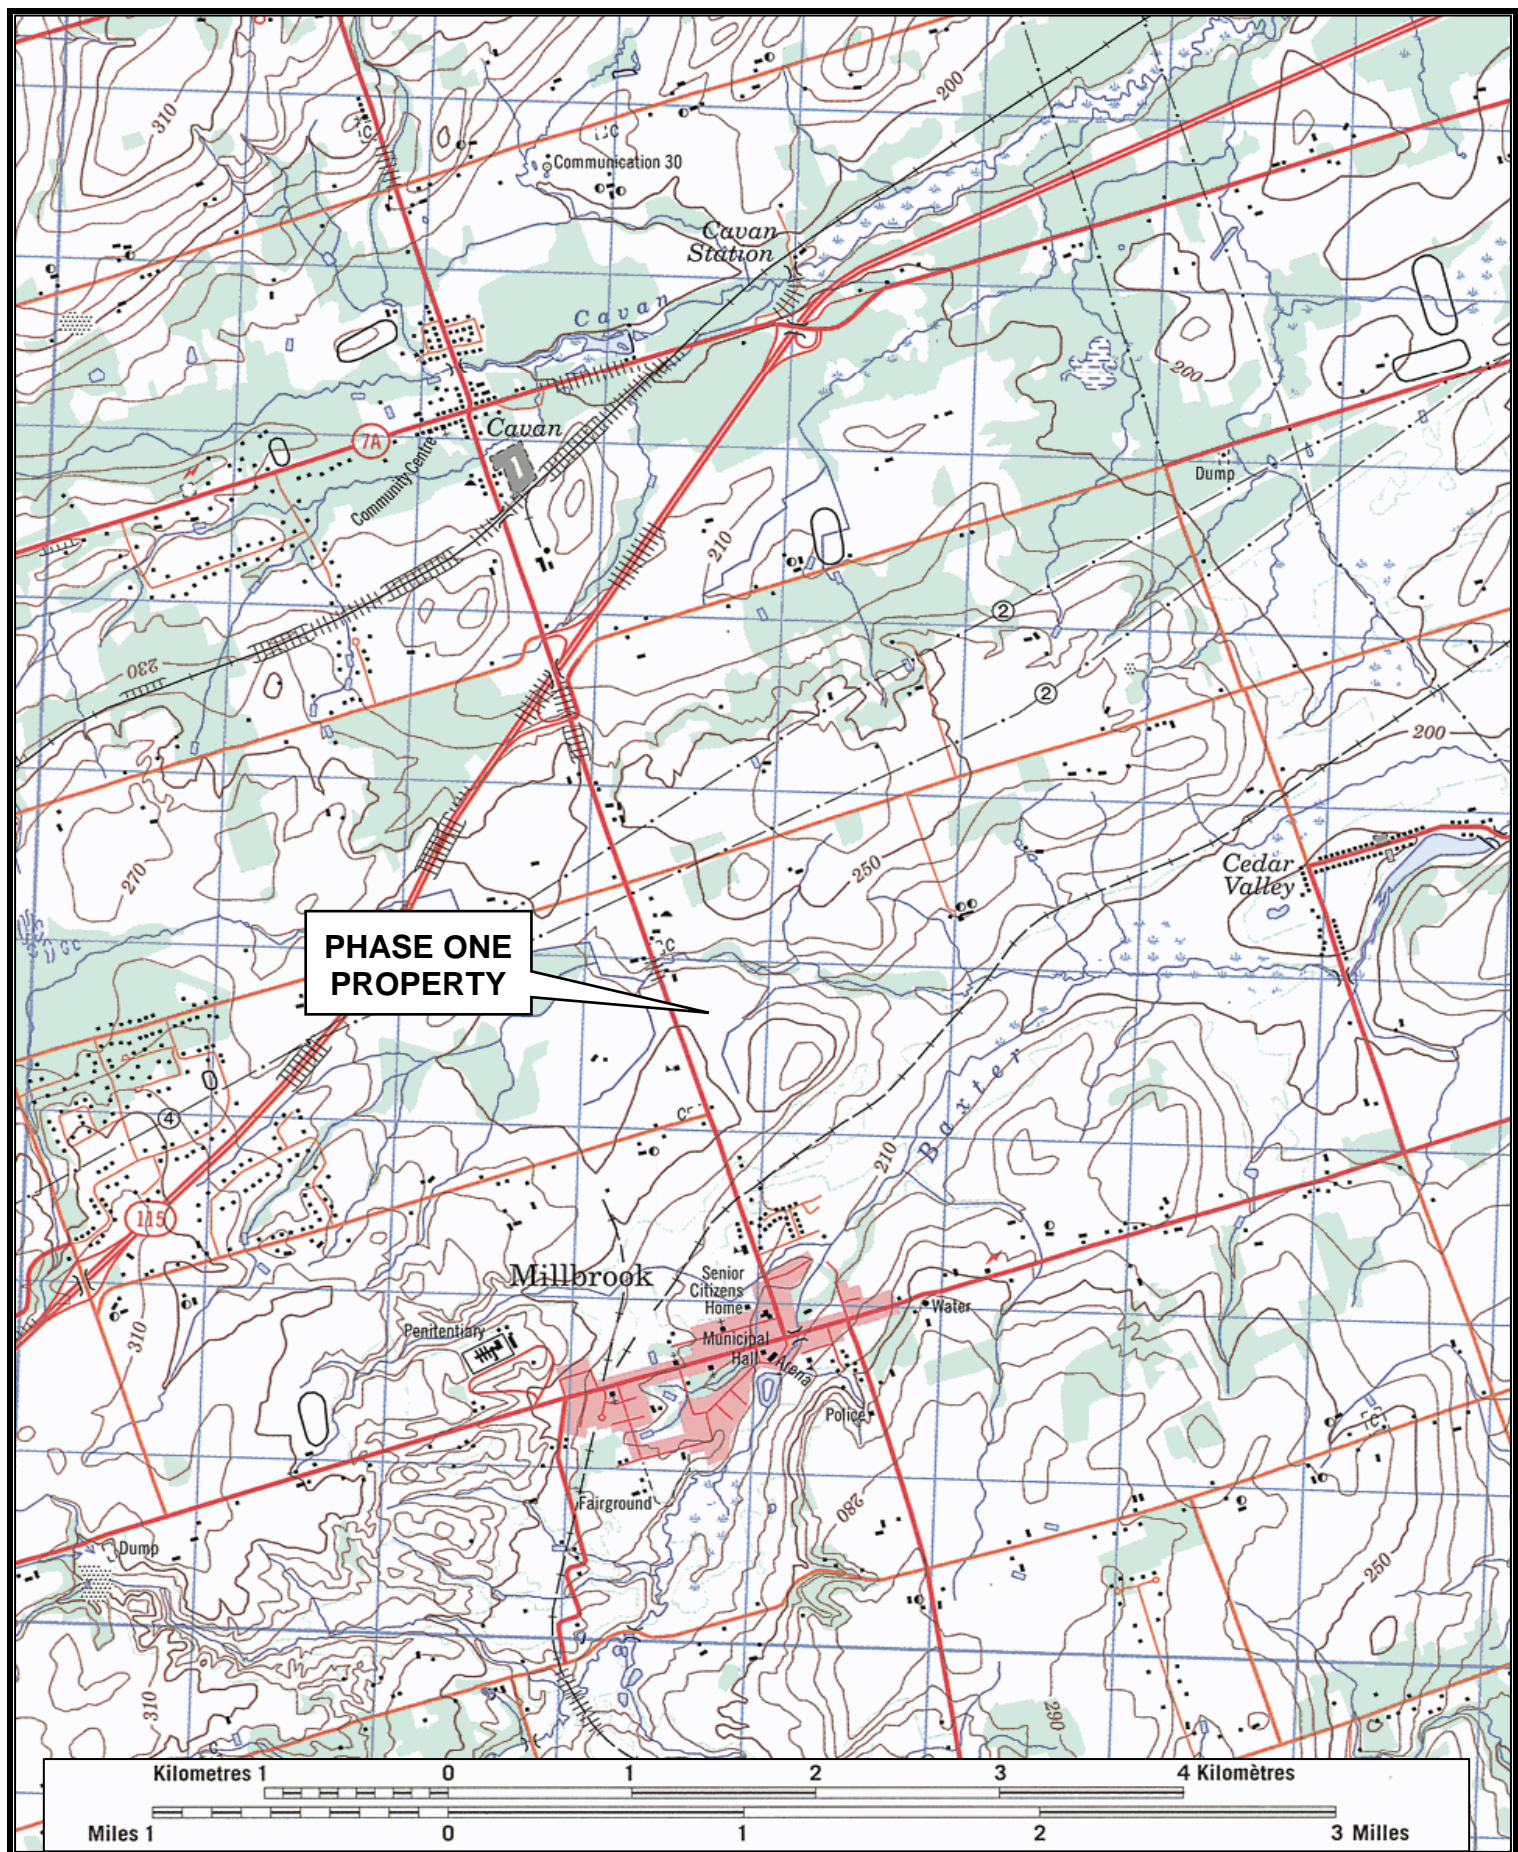 310
C
C
200
Communication 30
Cavan
Station
Cavan
200
7A
Cavan
Community Centre
Dump
210
2
230
2
200
270
250
Cedar
Valley
C
PHASE ONE
PROPERTY
4
Baxter
210
115
Millbrook
Senior
Citizens
Home
Water
310
Penitentiary
Municipal
Hall
Arena
Police
C
Fairground
280
Dump
250
310
290
C
C
Kilometres 1 0 1 2 3 4 Kilomètres
Miles 1 0 1 2 3 Milles